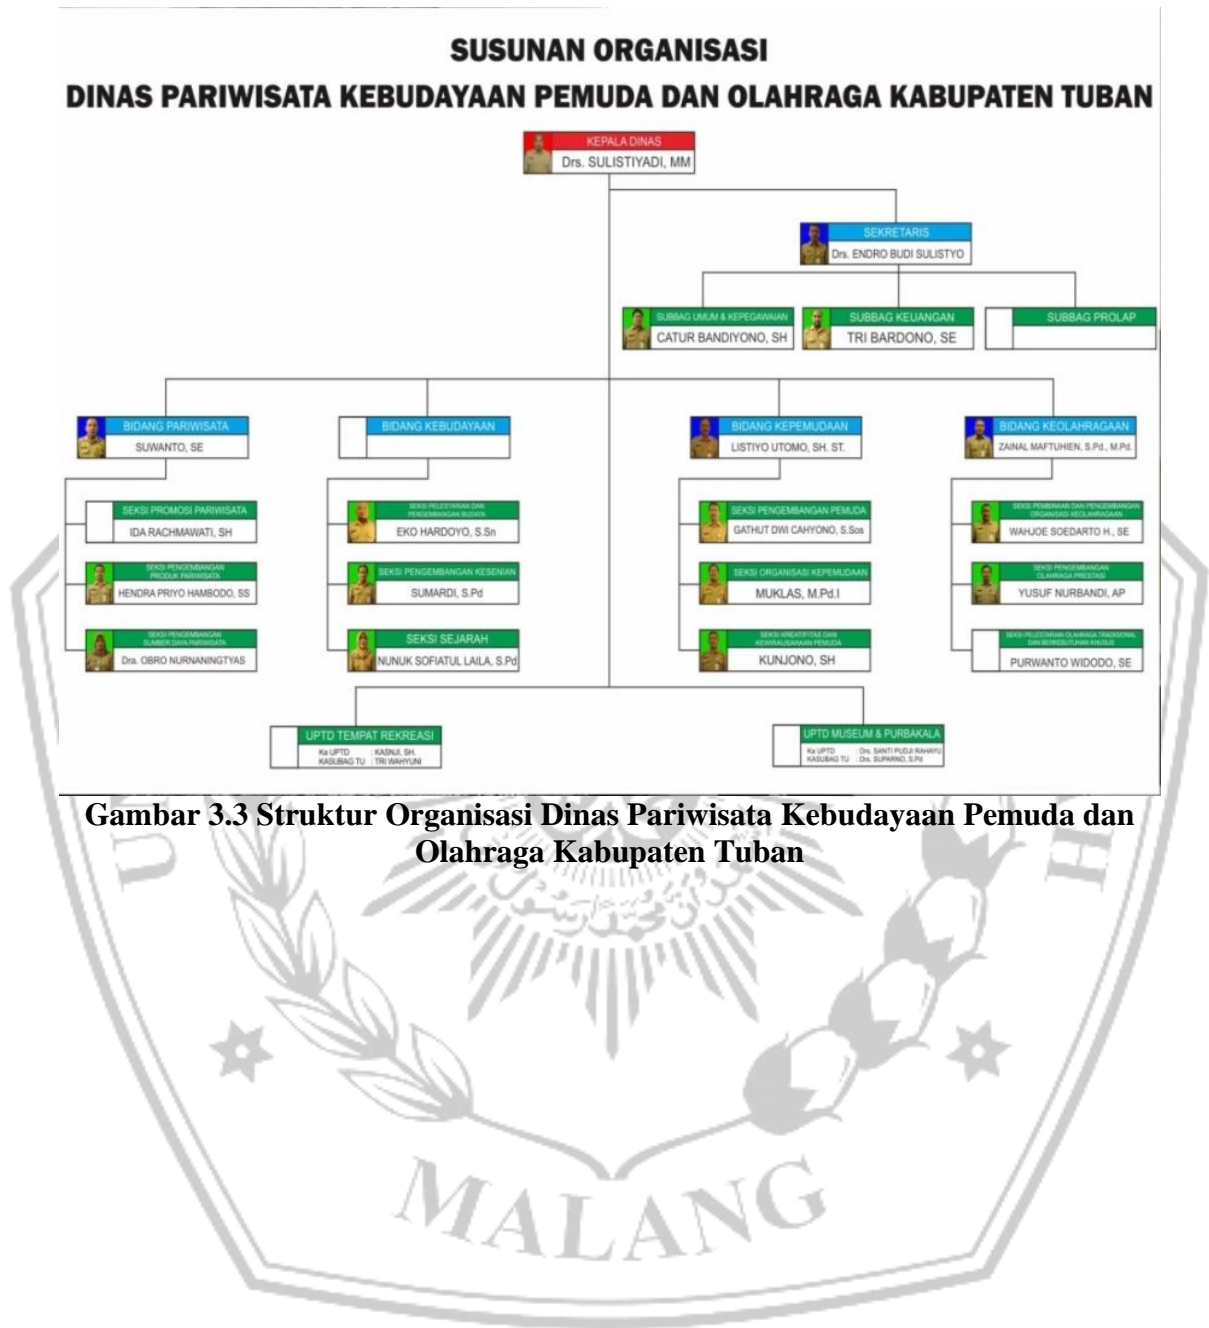 SUSUNAN ORGANISASI
DINAS PARIWISATA KEBUDAYAAN PEMUDA DAN OLAHRAGA KABUPATEN TUBAN
KEPALA DINAS
Drs. SULISTIYADI, MM
SEKRETARIS
Drs. ENDRO BUDI SULISTYO
SUBBAG UMUM & KEPEGAWAIAN
CATUR BANDIYONO, SH
SUBBAG KEUANGAN
TRI BARDONO, SE
SUBBAG PROLAP
BIDANG PARIWISATA
SUWANTO, SE
BIDANG KEBUDAYAAN
BIDANG KEPEMUDAAN
LISTIYO UTOMO, SH. ST.
BIDANG KEOLAHRAGAAN
ZAINAL MAFTUHIEN, S.Pd., M.Pd.
SEKSI PROMOSI PARIWISATA
IDA RACHMAWATI, SH
SEKSI PELESTARIAN DAN
PENGEMBANGAN BUDAYA
EKO HARDOYO, S.Sn
SEKSI PENGEMBANGAN PEMUDA
GATHUT DWI CAHYONO, S.Sos
SEKSI PEMBINAAN DAN PENGEMBANGAN
ORGANISASI KEOLAHRAGAAN
WAHJOE SOEDARTO H., SE
SEKSI PENGEMBANGAN
PRODUK PARIWISATA
HENDRA PRIYO HAMBODO, SS
SEKSI PENGEMBANGAN KESENIAN
SUMARDI, S.Pd
SEKSI ORGANISASI KEPEMUDAAN
MUKLAS, M.Pd.I
SEKSI PENGEMBANGAN
OLAHRAGA PRESTASI
YUSUF NURBANDI, AP
SEKSI PENGEMBANGAN
SUMBER DAYA PARIWISATA
Dra. OBRO NURNANINGTYAS
SEKSI SEJARAH
NUNUK SOFIATUL LAILA, S.Pd
SEKSI KREATIFITAS DAN
KEWIRAUSAHAAN PEMUDA
KUNJONO, SH
SEKSI PELESTARIAN OLAHRAGA TRADISIONAL
DAN BERKEBUTUHAN KHUSUS
PURWANTO WIDODO, SE
UPTD TEMPAT REKREASI
Ka UPTD : KASNJI, SH.
KASUBAG TU : TRI WAHYUNI
UPTD MUSEUM & PURBAKALA
Ka UPTD : Drs. SANTI PUDJI RAHAYU
KASUBAG TU : Drs. SUPARNO, S.Pd
Gambar 3.3 Struktur Organisasi Dinas Pariwisata Kebudayaan Pemuda dan
Olahraga Kabupaten Tuban
MALANG